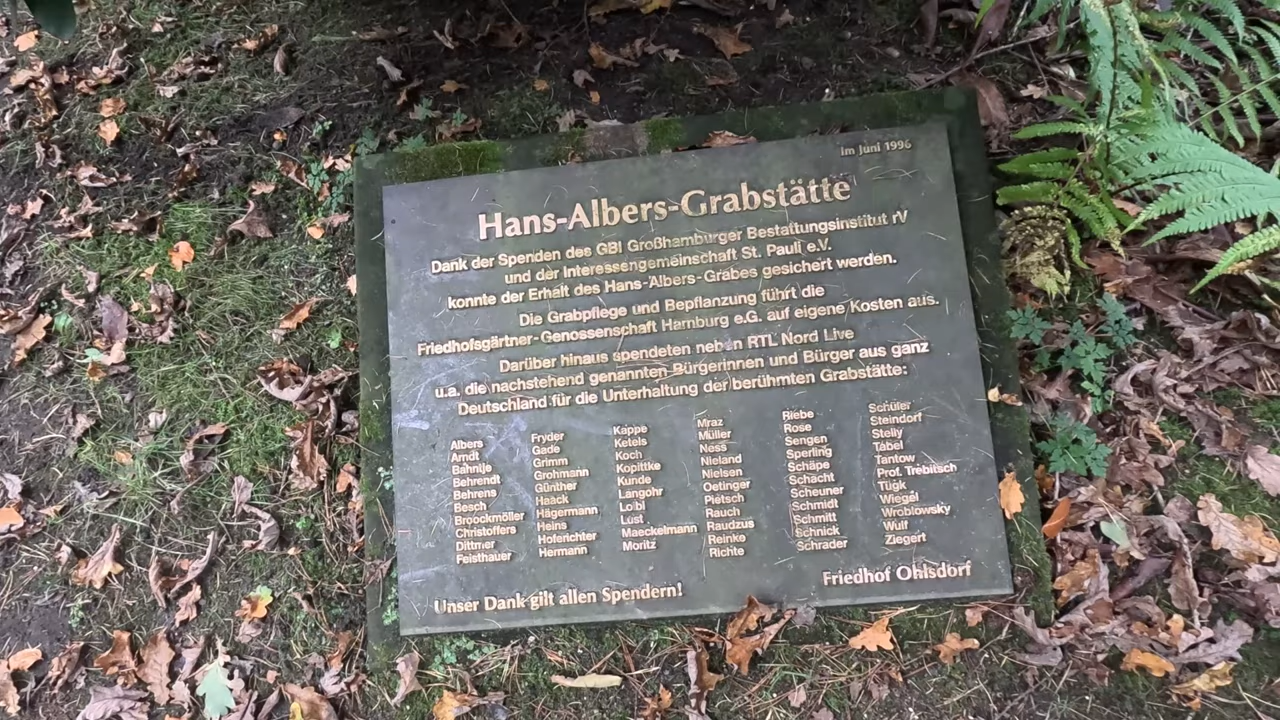 im Juni 1996
Hans-Albers-Grabstätte
Dank der Spenden des GBI Großhamburger Bestattungsinstitut rV
und der Interessengemeinschaft St. Pauli e.V.
konnte der Erhalt des Hans-Albers-Grabes gesichert werden.
Die Grabpflege und Bepflanzung führt die
Friedhofsgärtner-Genossenschaft Hamburg e.G. auf eigene Kosten aus.
Darüber hinaus spendeten neben RTL Nord Live
u.a. die nachstehend genannten Bürgerinnen und Bürger aus ganz
Deutschland für die Unterhaltung der berühmten Grabstätte:
Albers
Arndt
Behrendt
Behrens
Besch
Broockmöller
Christoffers
Dittmer
Feisthauer
Fryder
Gade
Grimm
Grohmann
Günther
Haack
Hägermann
Heins
Hoferichter
Hermann
Kappe
Ketels
Koch
Kopittke
Kunde
Langohr
Loibl
Lüst
Maeckelmann
Moritz
Mraz
Müller
Ness
Nieland
Nielsen
Oetinger
Pietsch
Rauch
Raudzus
Reinke
Richte
Riebe
Rose
Sengen
Sperling
Schäpe
Schacht
Scheuner
Schmidt
Schmitt
Schnick
Schrader
Schüler
Steindorf
Stelly
Täbel
Tantow
Prof. Trebitsch
Wiegel
Wroblowsky
Wulf
Ziegert
Unser Dank gilt allen Spendern!
Friedhof Ohlsdorf